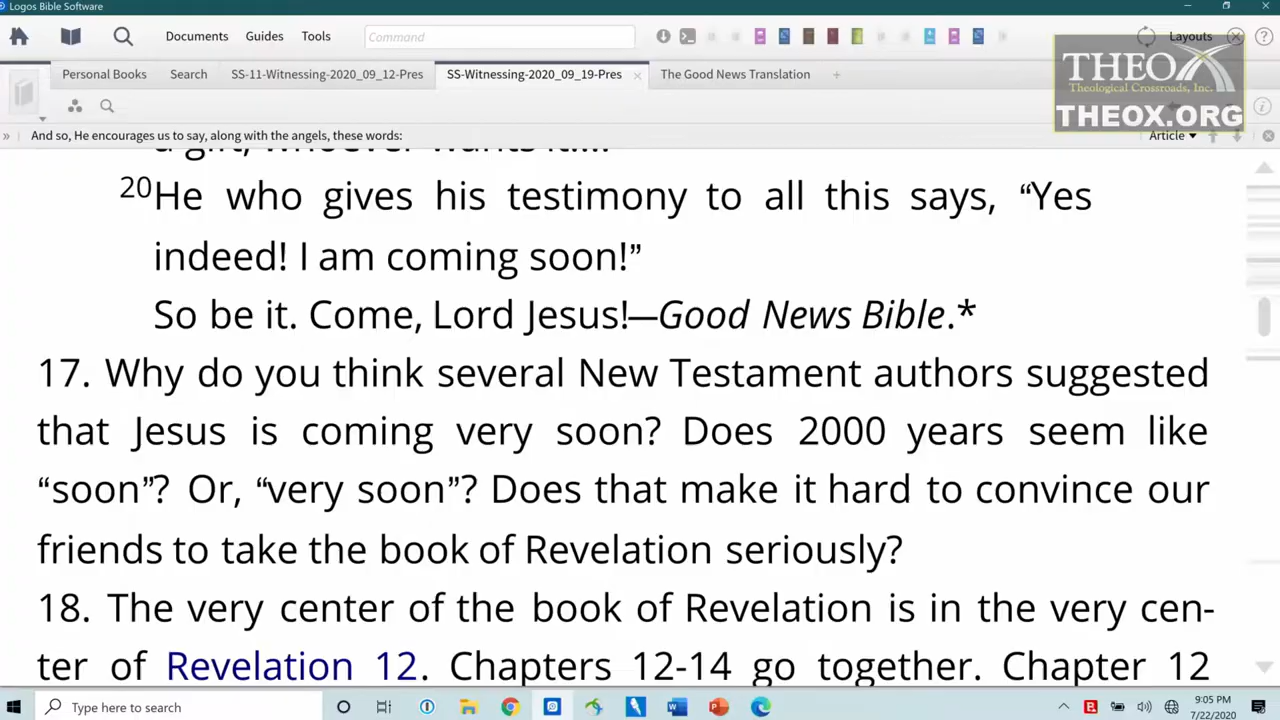 Logos Bible Software
Documents Guides Tools Command Layouts
THEOX
Theological Crossroads, Inc.
THEOX.ORG
Personal Books Search SS-11-Witnessing-2020_09_12-Pres SS-Witnessing-2020_09_19-Pres The Good News Translation
And so, He encourages us to say, along with the angels, these words: Article
a gift, whoever wants it....
20He who gives his testimony to all this says, “Yes
indeed! I am coming soon!”
So be it. Come, Lord Jesus!—Good News Bible.*
17. Why do you think several New Testament authors suggested
that Jesus is coming very soon? Does 2000 years seem like
“soon”? Or, “very soon”? Does that make it hard to convince our
friends to take the book of Revelation seriously?
18. The very center of the book of Revelation is in the very cen-
ter of Revelation 12. Chapters 12-14 go together. Chapter 12
Type here to search
9:05 PM
7/22/2020